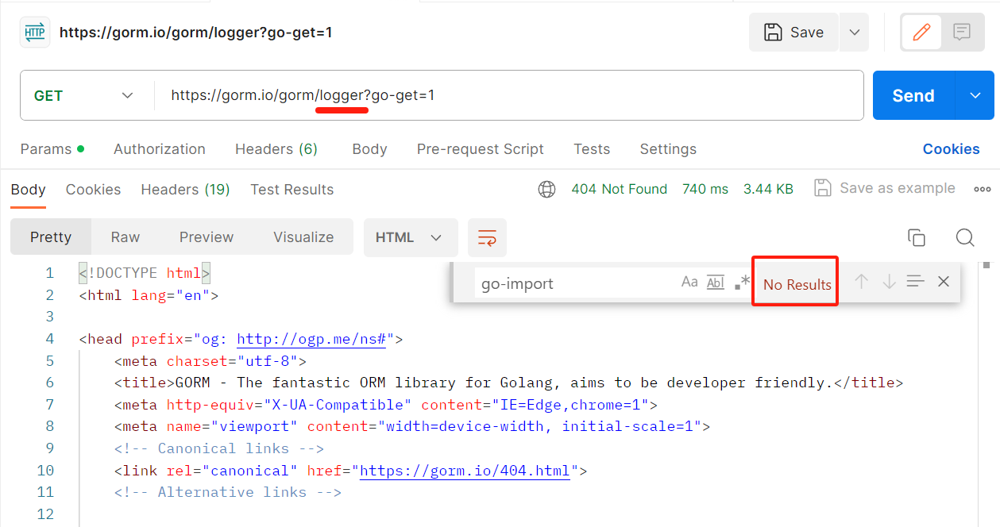 HTTP https://gorm.io/gorm/logger?go-get=1 Save
GET https://gorm.io/gorm/logger?go-get=1 Send
Params Authorization Headers (6) Body Pre-request Script Tests Settings Cookies
Body Cookies Headers (19) Test Results 404 Not Found 740 ms 3.44 KB Save as example
Pretty Raw Preview Visualize HTML
go-import Aa Abl .* No Results
1 <!DOCTYPE html>
2 <html lang="en">
3
4 <head prefix="og: http://ogp.me/ns#">
5 <meta charset="utf-8">
6 <title>GORM - The fantastic ORM library for Golang, aims to be developer friendly.</title>
7 <meta http-equiv="X-UA-Compatible" content="IE=Edge,chrome=1">
8 <meta name="viewport" content="width=device-width, initial-scale=1">
9 <!-- Canonical links -->
10 <link rel="canonical" href="https://gorm.io/404.html">
11 <!-- Alternative links -->
12